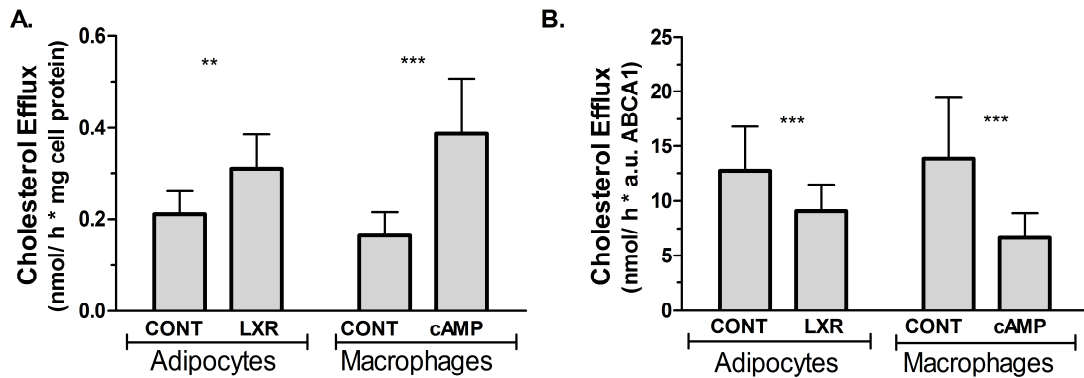 A.
Cholesterol Efflux
(nmol/ h * mg cell protein)
0.6
0.4
0.2
0.0
**
***
CONT LXR CONT cAMP
Adipocytes Macrophages
B.
Cholesterol Efflux
(nmol/ h * a.u. ABCA1)
25
20
15
10
5
0
***
***
CONT LXR CONT cAMP
Adipocytes Macrophages